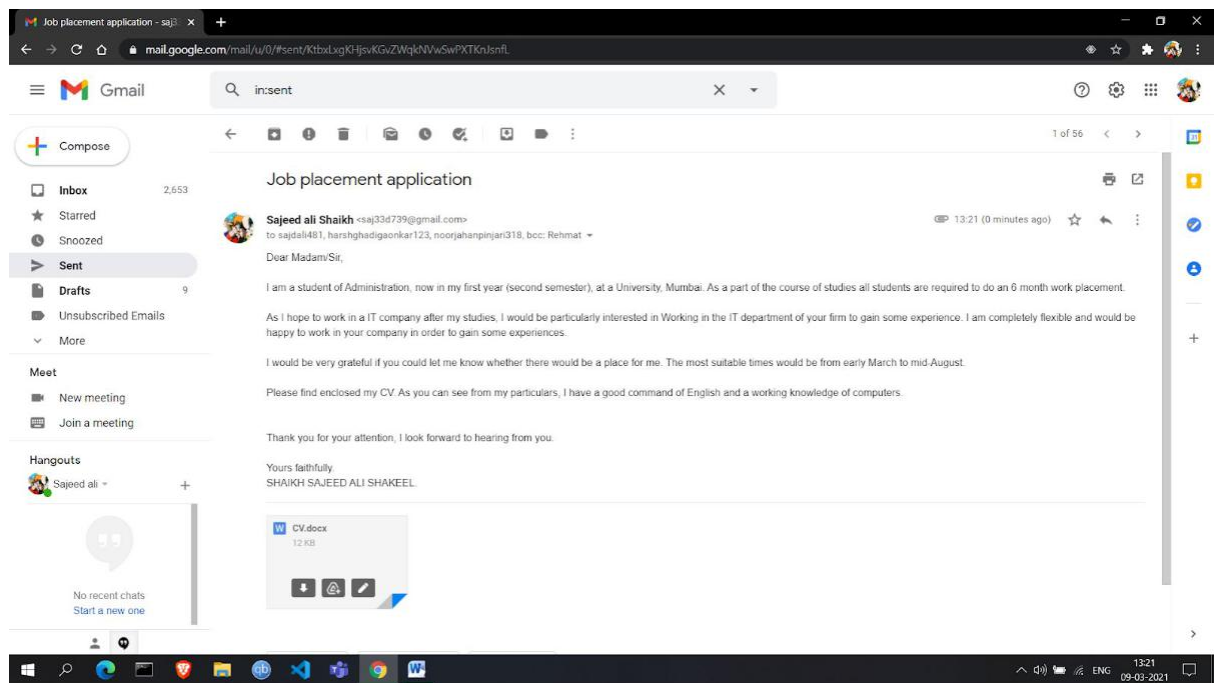 Job placement application - saj3
mail.google.com/mail/u/0/#sent/KtbxLxgKHjsvKGvZWqkNVwSwPXTKnJsnfL
Gmail
in:sent
Compose
1 of 56
Inbox 2,653
Starred
Snoozed
Sent
Drafts 9
Unsubscribed Emails
More
Meet
New meeting
Join a meeting
Hangouts
Sajeed ali
No recent chats
Start a new one
Job placement application
Sajeed ali Shaikh <saj33d739@gmail.com>
13:21 (0 minutes ago)
to sajdali481, harshghadigaonkar123, noorjahanpinjari318, bcc: Rehmat
Dear Madam/Sir,
I am a student of Administration, now in my first year (second semester), at a University, Mumbai. As a part of the course of studies all students are required to do an 6 month work placement.
As I hope to work in a IT company after my studies, I would be particularly interested in Working in the IT department of your firm to gain some experience. I am completely flexible and would be
happy to work in your company in order to gain some experiences.
I would be very grateful if you could let me know whether there would be a place for me. The most suitable times would be from early March to mid-August.
Please find enclosed my CV. As you can see from my particulars, I have a good command of English and a working knowledge of computers.
Thank you for your attention, I look forward to hearing from you.
Yours faithfully.
SHAIKH SAJEED ALI SHAKEEL.
W CV.docx
12 KB
31
gb
W
ENG
13:21
09-03-2021